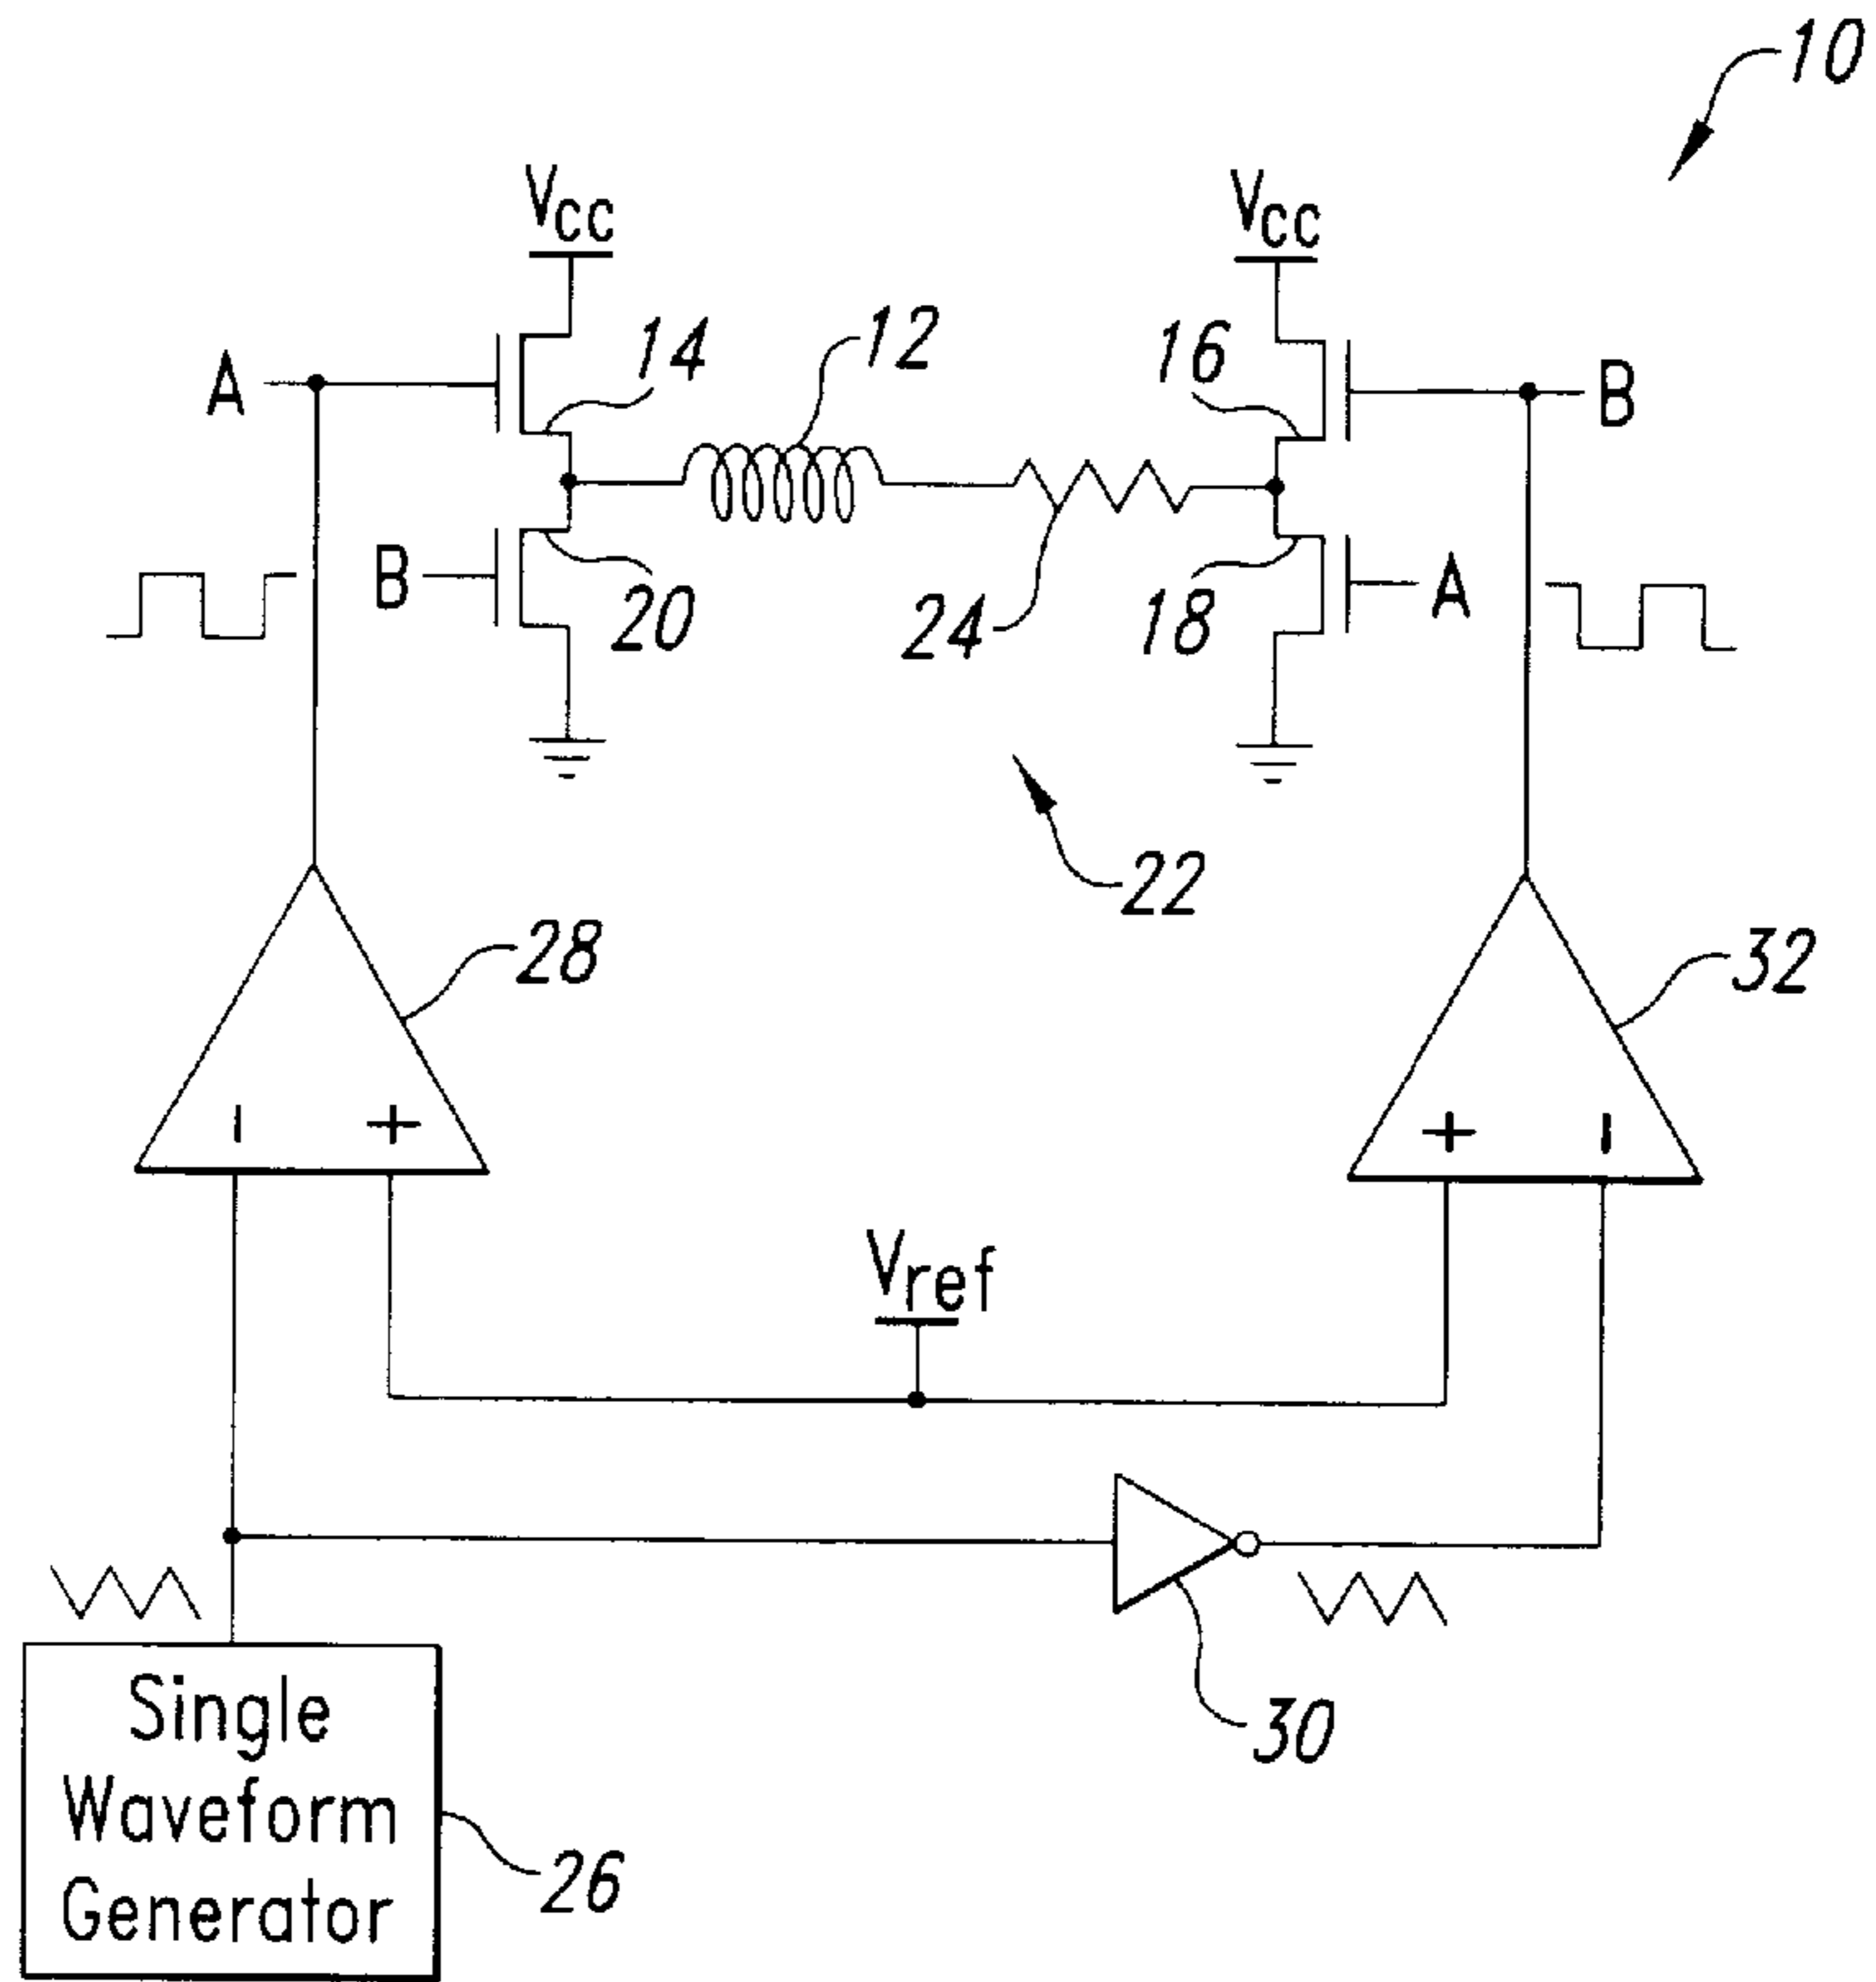 10
Vcc
Vcc
14
12
16
A
B
B
20
24
18
A
22
28
32
- +
+ -
Vref
30
Single
Waveform
Generator
26